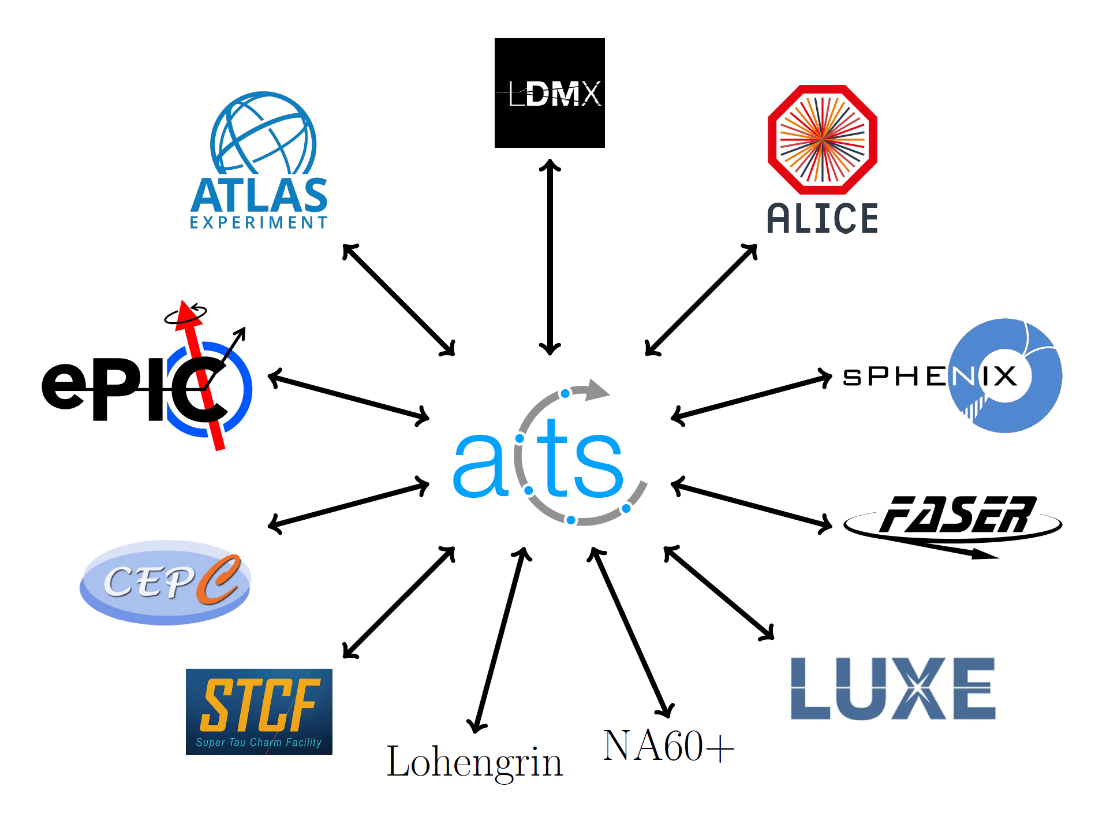 LDMX
ATLAS
EXPERIMENT
ALICE
ePIC
sPHENIX
a:ts
FASER
CEPC
STCF
Super Tau Charm Facility
LUXE
Lohengrin
NA60+